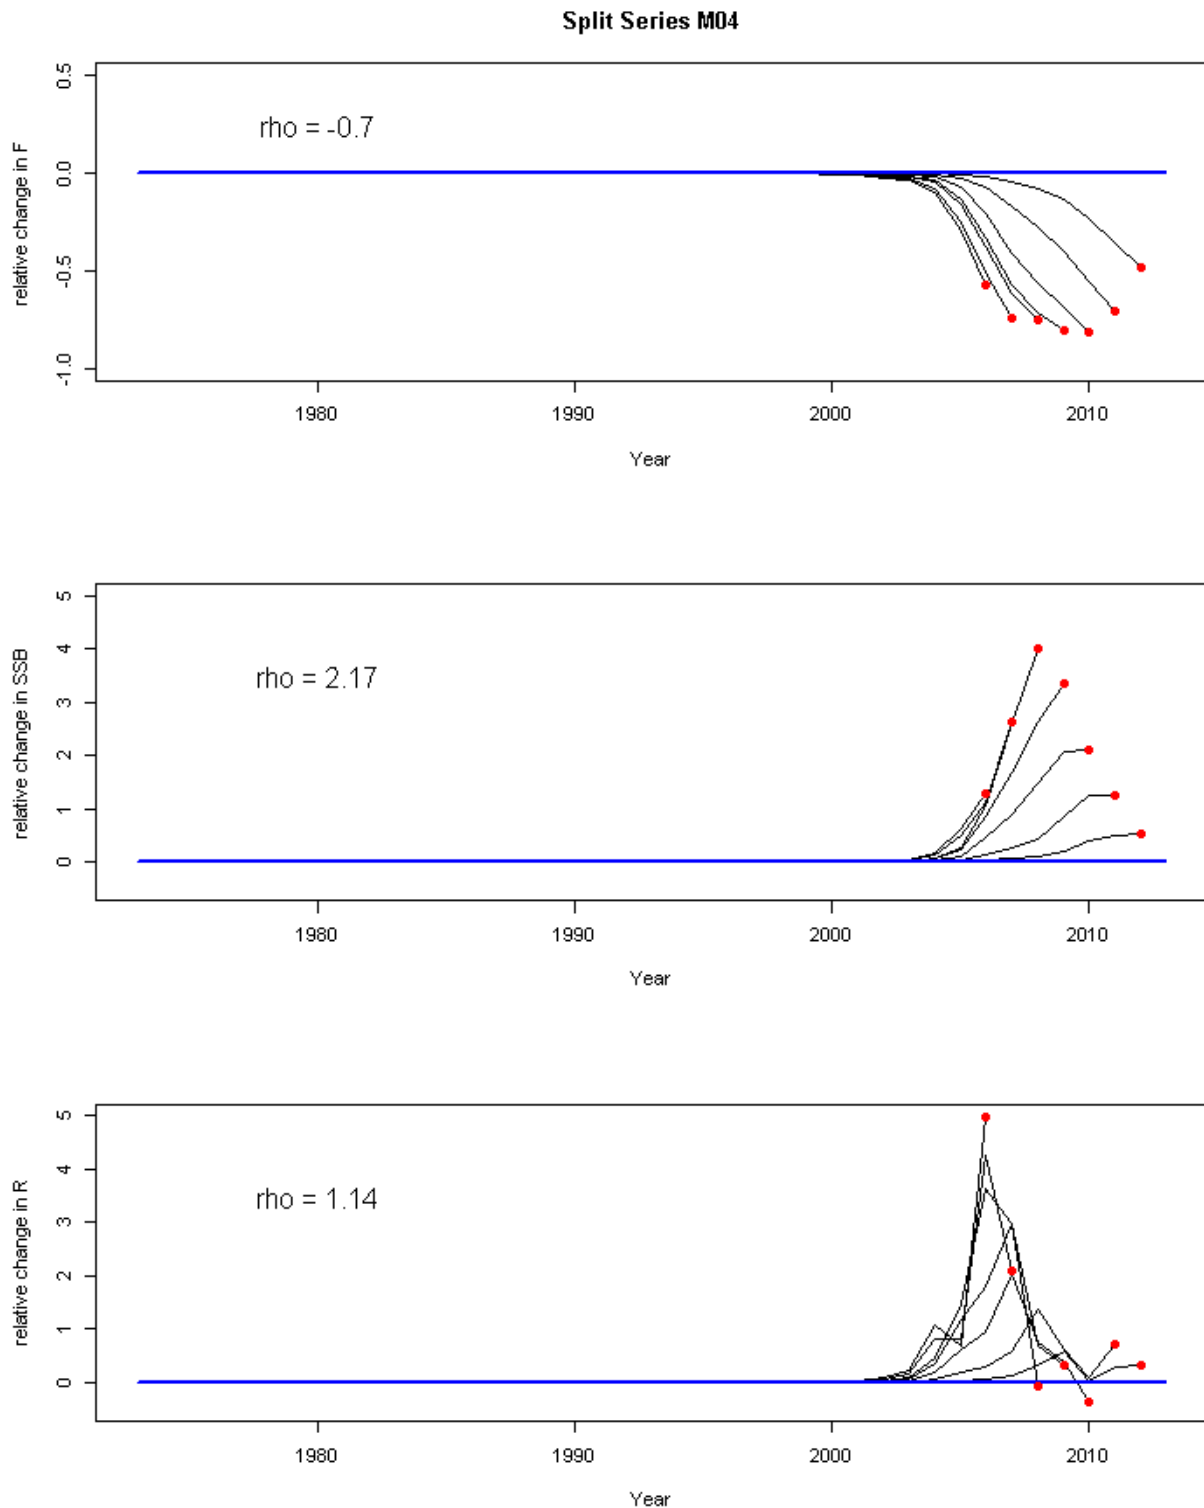 Split Series M04
relative change in F
0.5
0.0
-0.5
-1.0
rho = -0.7
1980 1990 2000 2010
Year
relative change in SSB
5
4
3
2
1
0
rho = 2.17
1980 1990 2000 2010
Year
relative change in R
5
4
3
2
1
0
rho = 1.14
1980 1990 2000 2010
Year